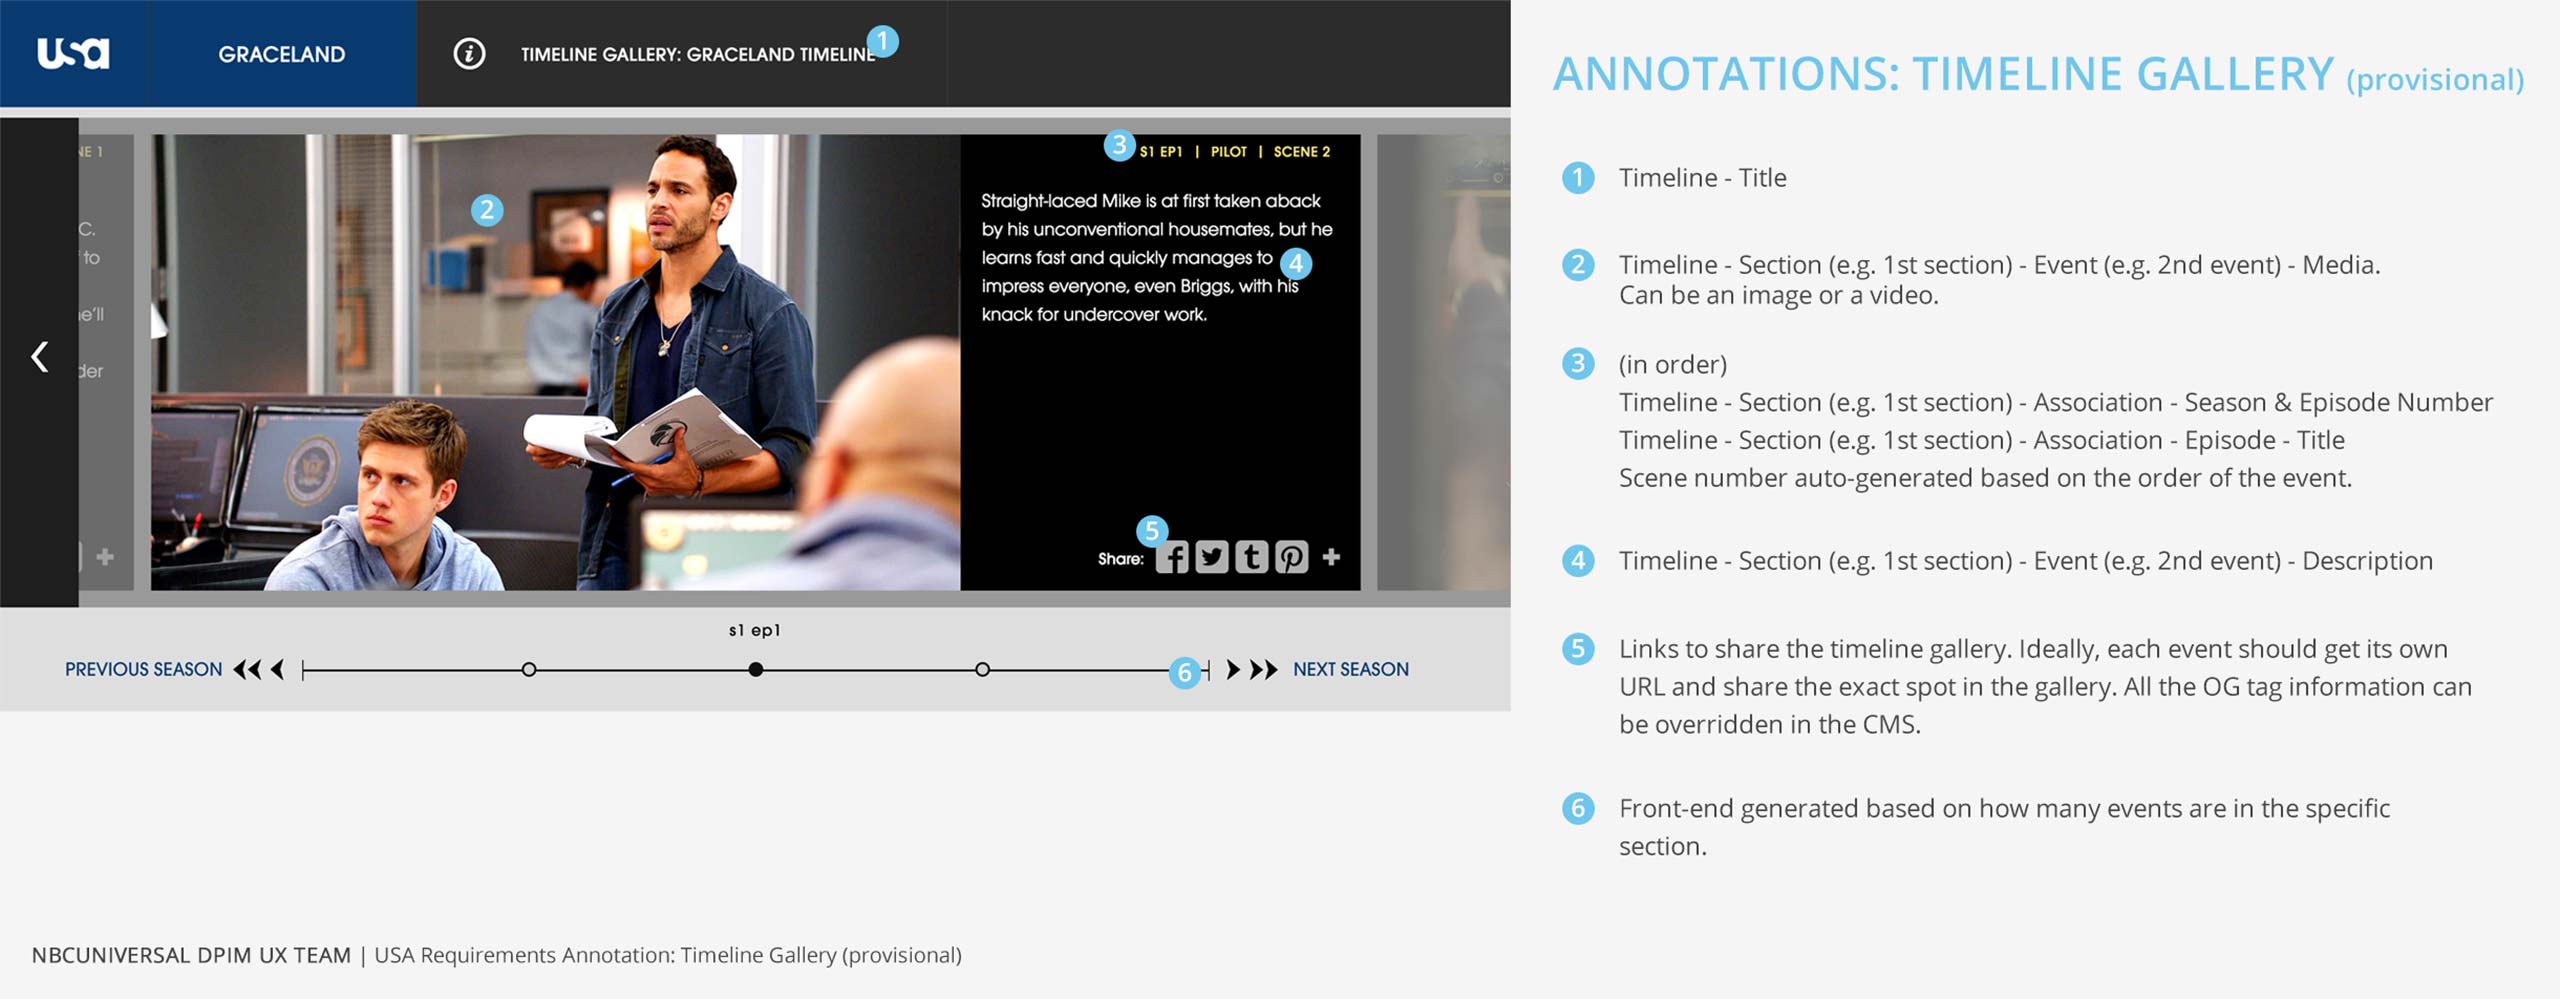 usa
GRACELAND
TIMELINE GALLERY: GRACELAND TIMELINE
1
NE 1
C.
to
e'll
der
2
3
S1 EP1 | PILOT | SCENE 2
Straight-laced Mike is at first taken aback
by his unconventional housemates, but he
learns fast and quickly manages to
4
impress everyone, even Briggs, with his
knack for undercover work.
5
Share:
s1 ep1
PREVIOUS SEASON
6
NEXT SEASON
ANNOTATIONS: TIMELINE GALLERY (provisional)
1 Timeline - Title
2 Timeline - Section (e.g. 1st section) - Event (e.g. 2nd event) - Media.
Can be an image or a video.
3 (in order)
Timeline - Section (e.g. 1st section) - Association - Season & Episode Number
Timeline - Section (e.g. 1st section) - Association - Episode - Title
Scene number auto-generated based on the order of the event.
4 Timeline - Section (e.g. 1st section) - Event (e.g. 2nd event) - Description
5 Links to share the timeline gallery. Ideally, each event should get its own
URL and share the exact spot in the gallery. All the OG tag information can
be overridden in the CMS.
6 Front-end generated based on how many events are in the specific
section.
NBCUNIVERSAL DPIM UX TEAM | USA Requirements Annotation: Timeline Gallery (provisional)